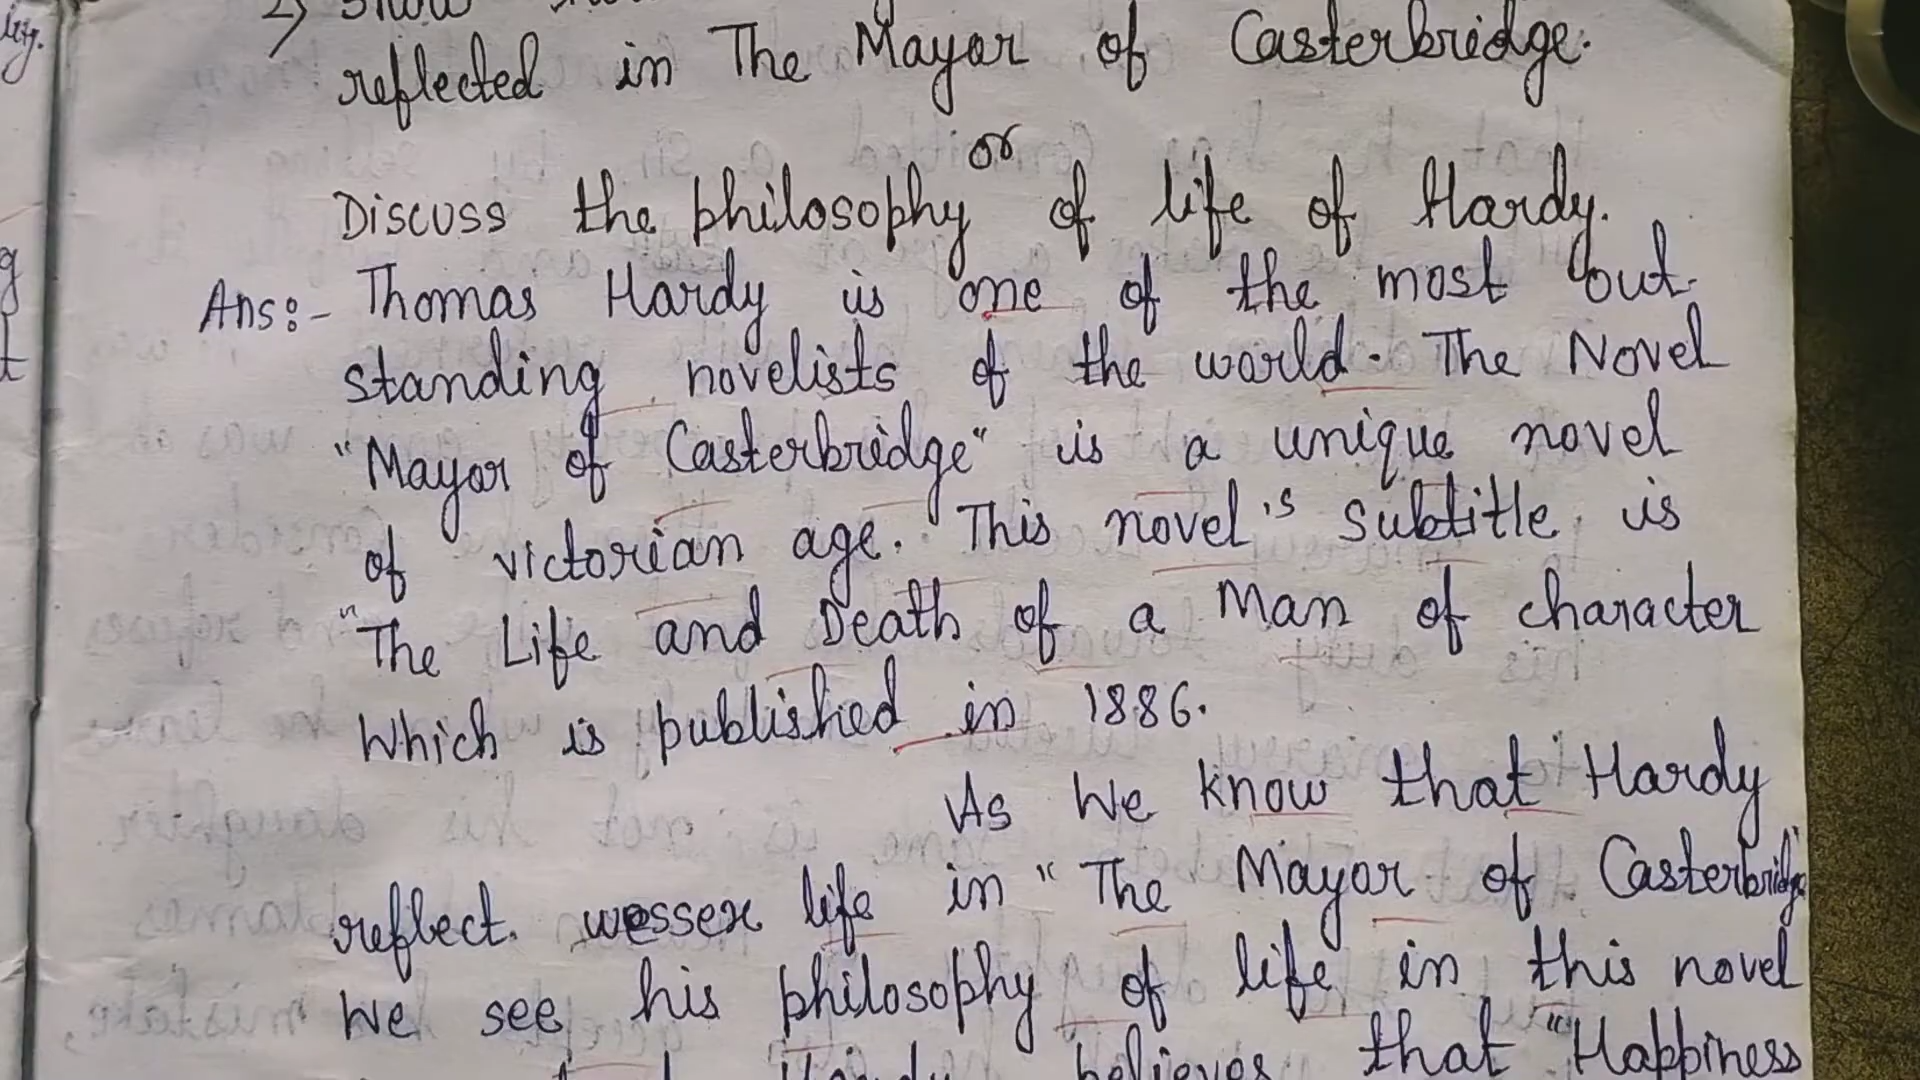 ity.
2) Show
reflected in The Mayor of Casterbridge.
or
Discuss the philosophy of life of Hardy.
Ans:- Thomas Hardy is one of the most out-
standing novelists of the world. The Novel
"Mayor of Casterbridge" is a unique novel
of victorian age. This novel's Subtitle is
"The Life and Death of a Man of character
Which is published in 1886.
As We know that Hardy
reflect. wessex life in "The Mayor of Casterbridge
We see his philosophy of life in this novel
Hardy believes that "Happiness